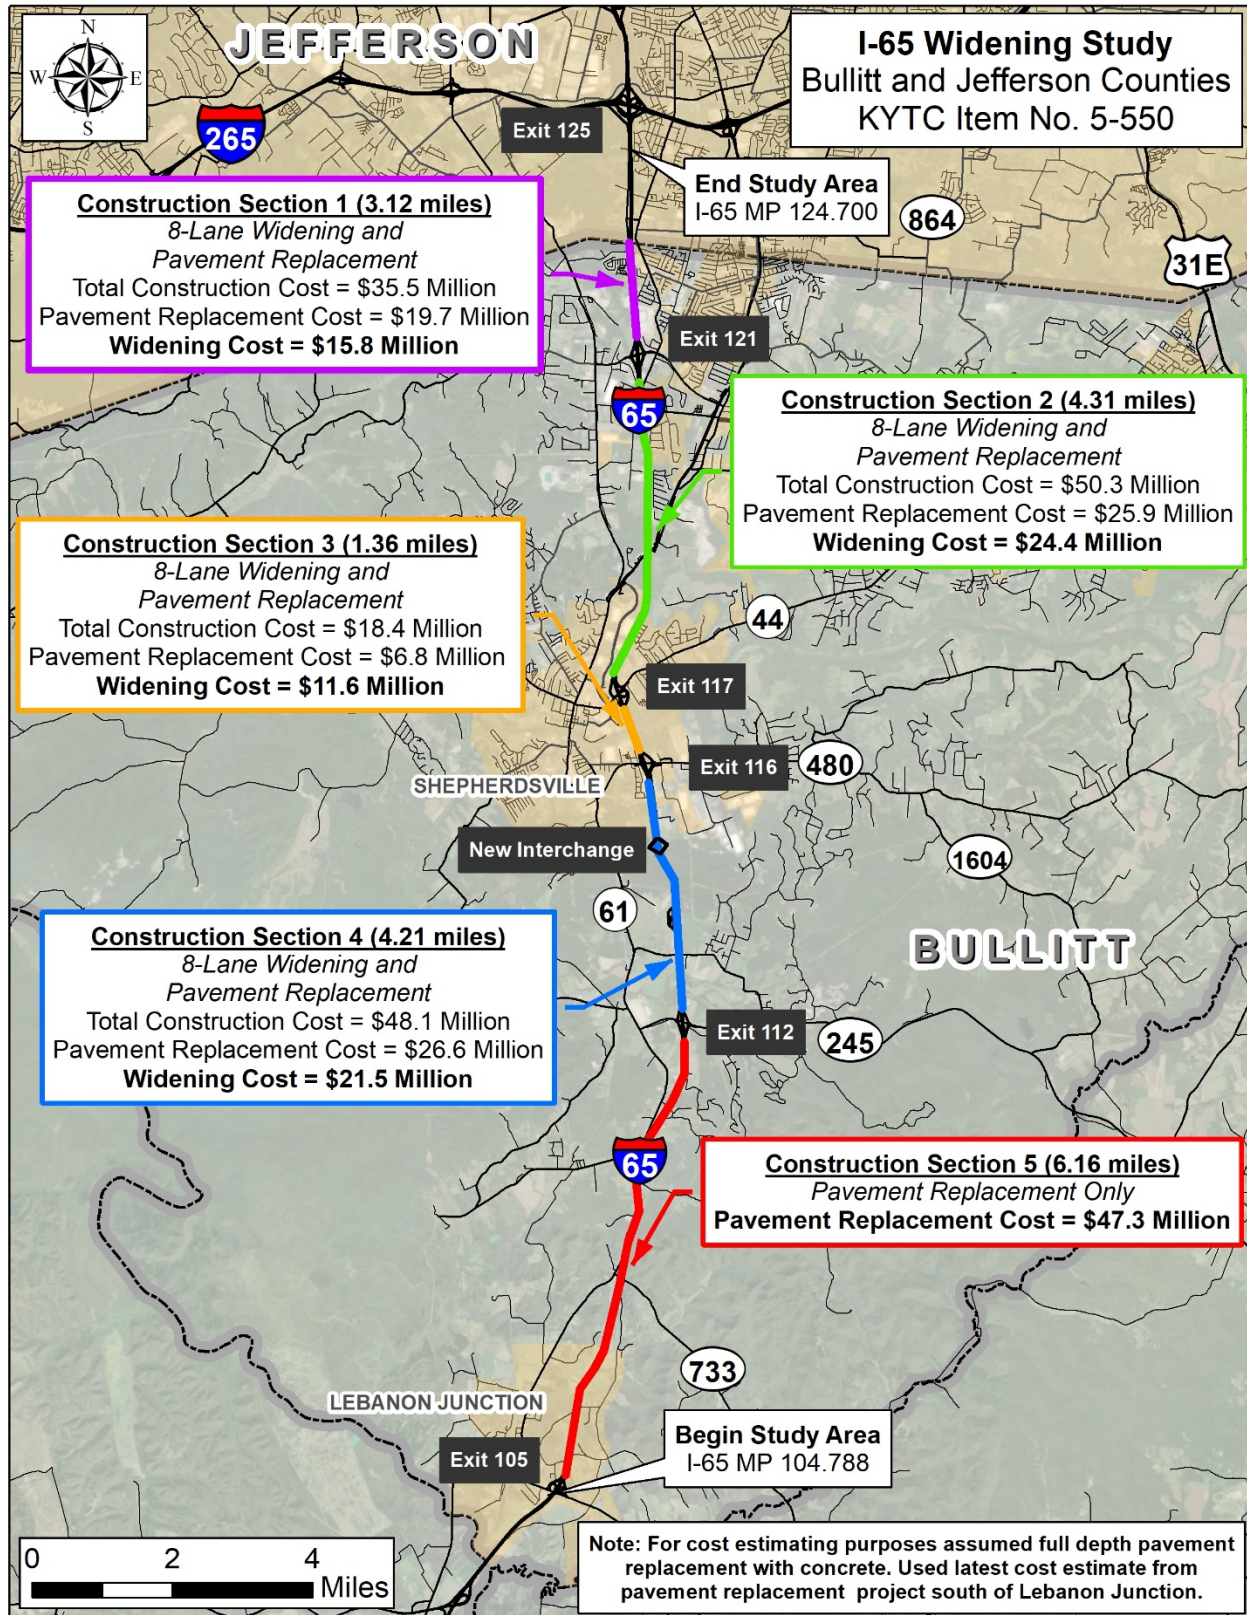 N
W
E
S
JEFFERSON
I-65 Widening Study
Bullitt and Jefferson Counties
KYTC Item No. 5-550
265
Exit 125
End Study Area
I-65 MP 124.700
864
31E
Construction Section 1 (3.12 miles)
8-Lane Widening and
Pavement Replacement
Total Construction Cost = $35.5 Million
Pavement Replacement Cost = $19.7 Million
Widening Cost = $15.8 Million
Exit 121
65
Construction Section 2 (4.31 miles)
8-Lane Widening and
Pavement Replacement
Total Construction Cost = $50.3 Million
Pavement Replacement Cost = $25.9 Million
Widening Cost = $24.4 Million
Construction Section 3 (1.36 miles)
8-Lane Widening and
Pavement Replacement
Total Construction Cost = $18.4 Million
Pavement Replacement Cost = $6.8 Million
Widening Cost = $11.6 Million
44
Exit 117
Exit 116
480
SHEPHERDSVILLE
New Interchange
1604
61
BULLITT
Construction Section 4 (4.21 miles)
8-Lane Widening and
Pavement Replacement
Total Construction Cost = $48.1 Million
Pavement Replacement Cost = $26.6 Million
Widening Cost = $21.5 Million
Exit 112
245
65
Construction Section 5 (6.16 miles)
Pavement Replacement Only
Pavement Replacement Cost = $47.3 Million
733
LEBANON JUNCTION
Exit 105
Begin Study Area
I-65 MP 104.788
0 2 4
Miles
Note: For cost estimating purposes assumed full depth pavement
replacement with concrete. Used latest cost estimate from
pavement replacement project south of Lebanon Junction.